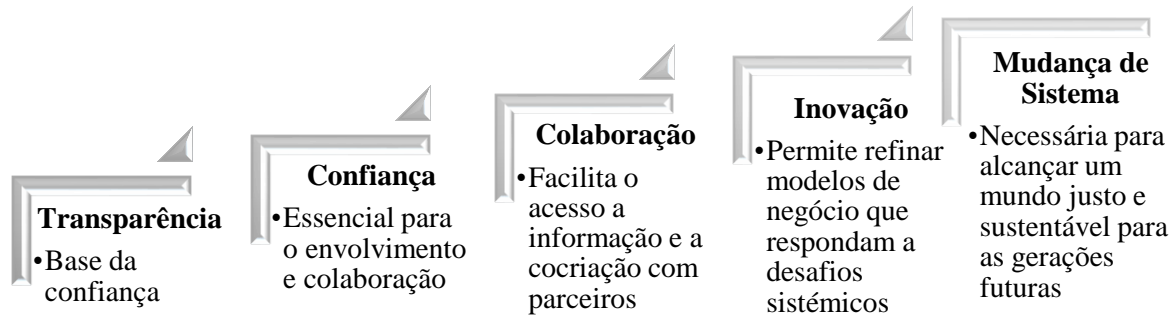 Transparência
•Base da
confiança
Confiança
•Essencial para
o envolvimento
e colaboração
Colaboração
•Facilita o
acesso a
informação e a
cocriação com
parceiros
Inovação
•Permite refinar
modelos de
negócio que
respondam a
desafios
sistémicos
Mudança de
Sistema
•Necessária para
alcançar um
mundo justo e
sustentável para
as gerações
futuras